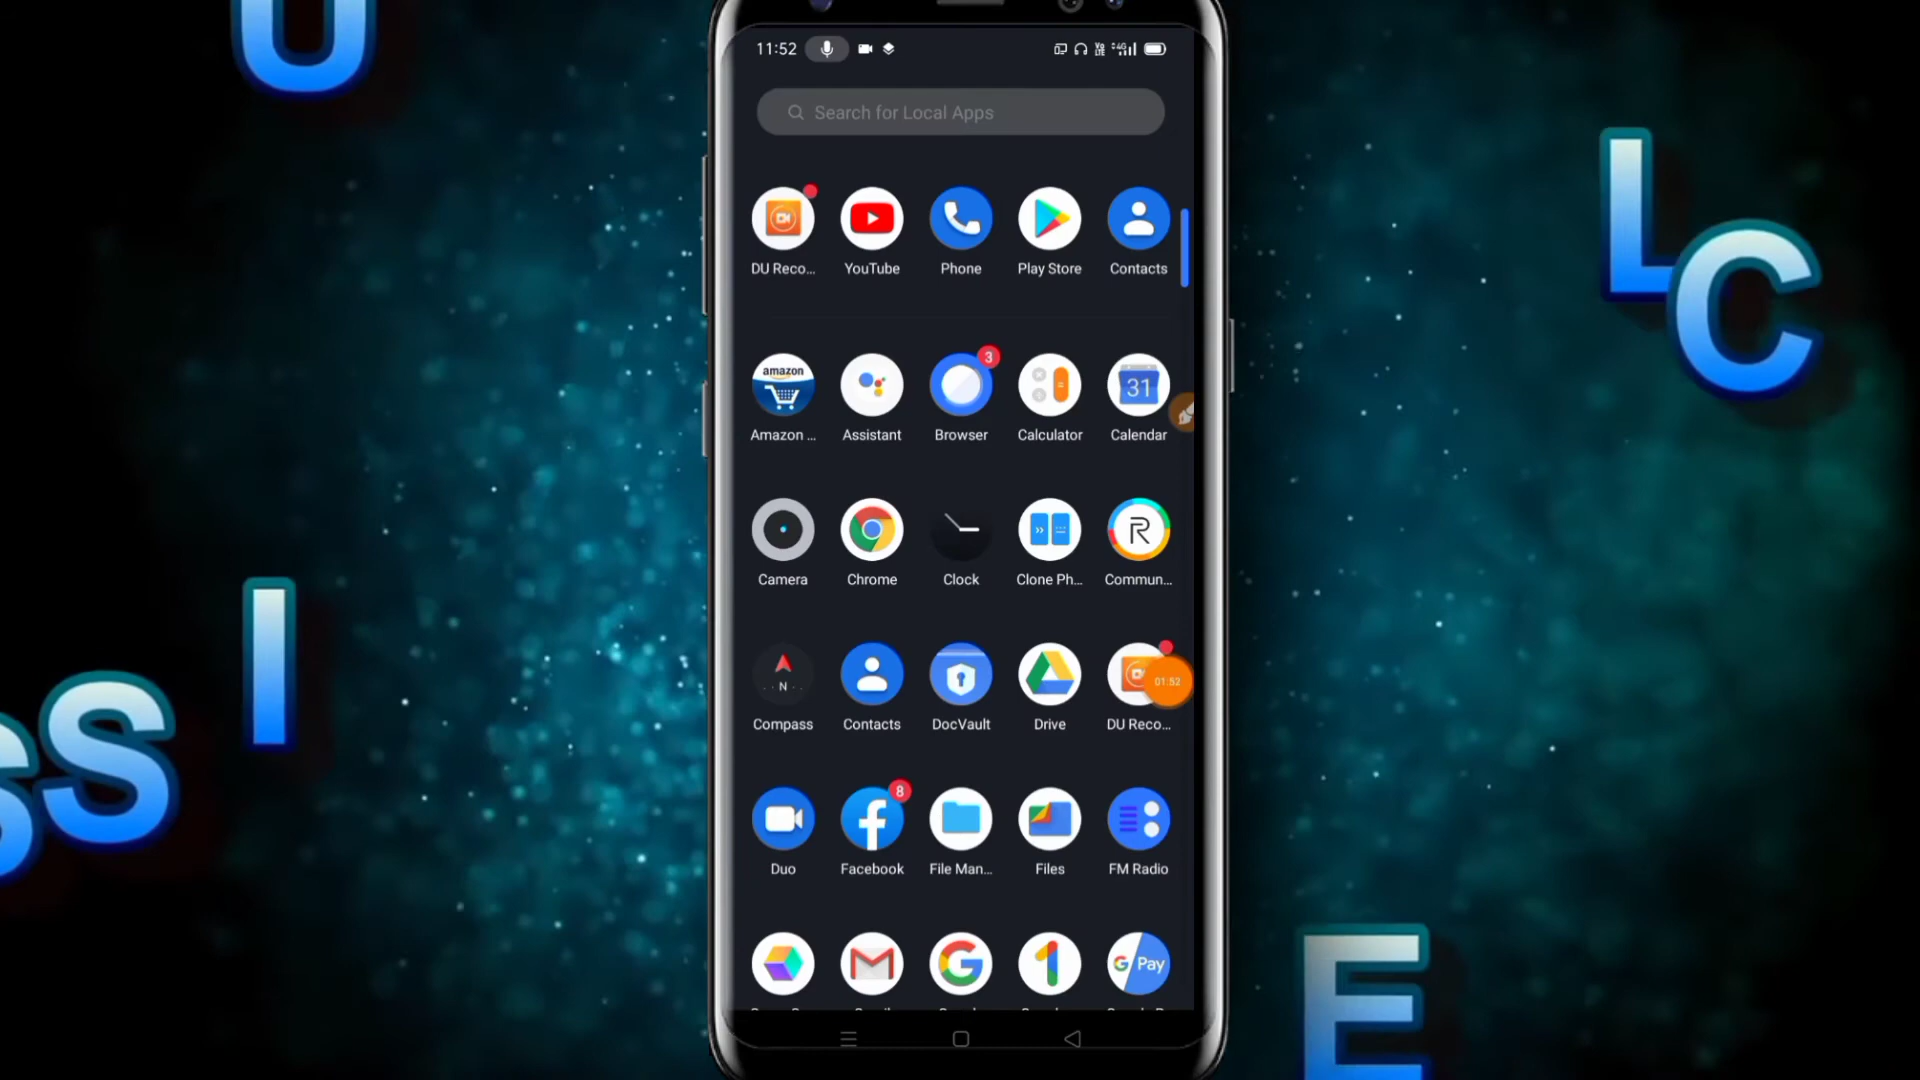 U
L
C
I
S
S
E
11:52
Search for Local Apps
DU Reco... YouTube Phone Play Store Contacts
3
amazon
31
Amazon ... Assistant Browser Calculator Calendar
R
Camera Chrome Clock Clone Ph... Commun...
N
01:52
Compass Contacts DocVault Drive DU Reco...
8
Duo Facebook File Man... Files FM Radio
G Pay